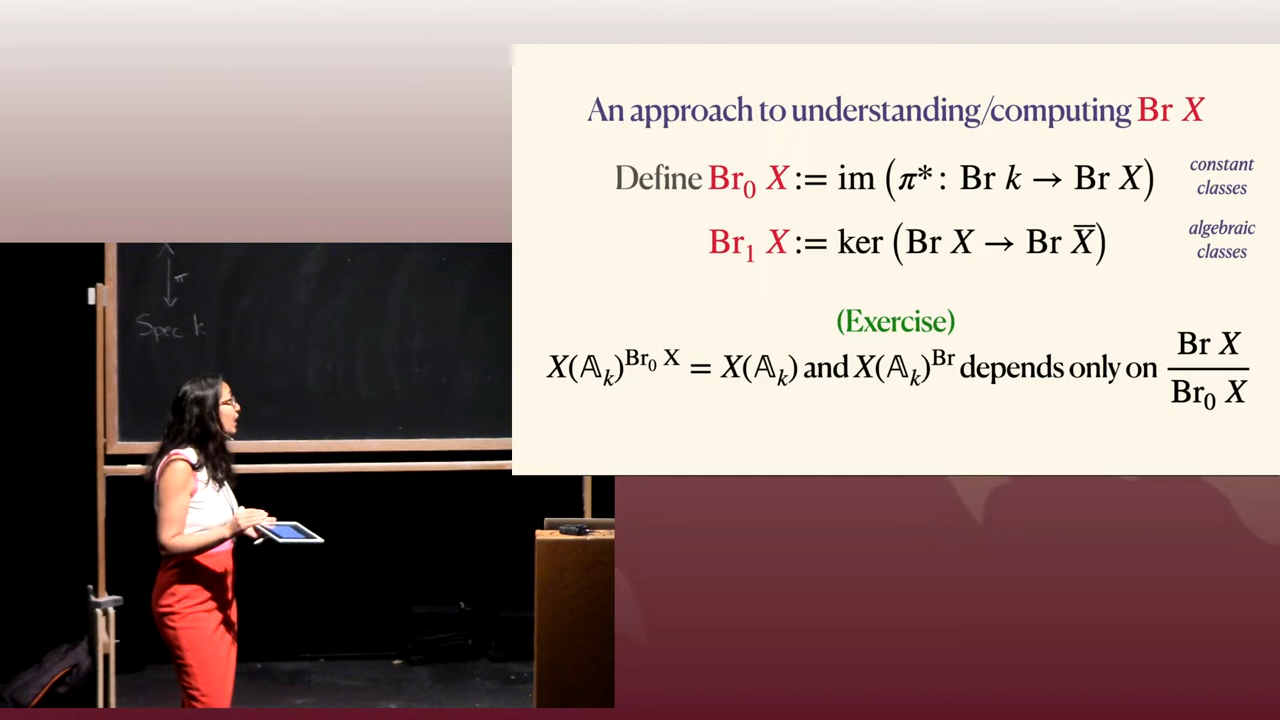 An approach to understanding/computing Br X
Define Br₀ X := im (π* : Br k → Br X)
constant
classes
Br₁ X := ker (Br X → Br X̅)
algebraic
classes
(Exercise)
X(𝔸ₖ)^{Br₀ X} = X(𝔸ₖ) and X(𝔸ₖ)^{Br} depends only on Br X / Br₀ X
π
Spec k